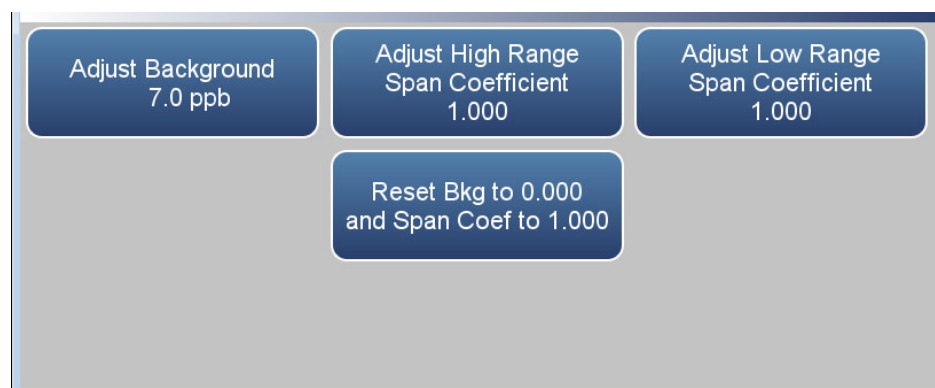 Adjust Background
7.0 ppb
Adjust High Range
Span Coefficient
1.000
Adjust Low Range
Span Coefficient
1.000
Reset Bkg to 0.000
and Span Coef to 1.000